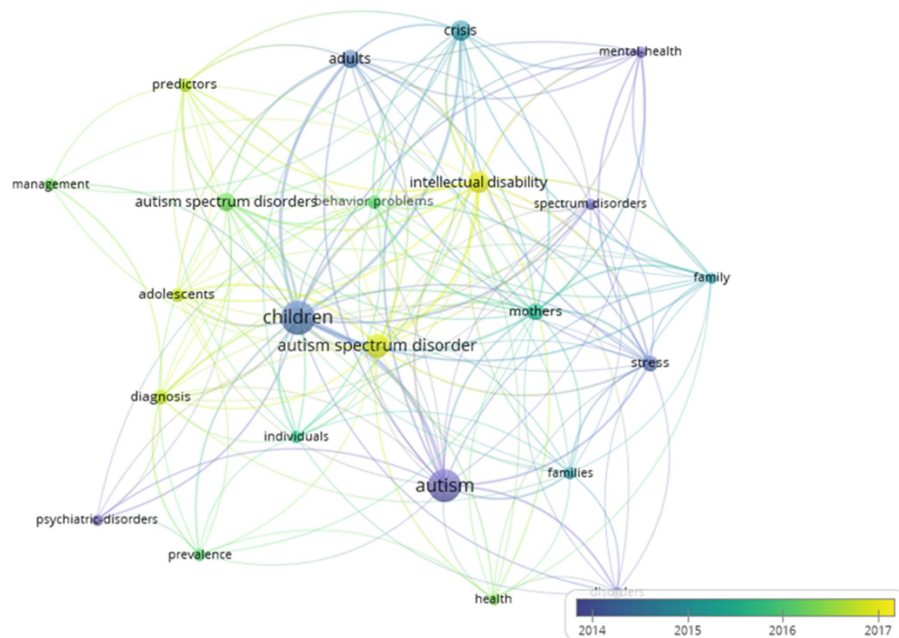 crisis
mental-health
adults
predictors
management
intellectual disability
autism spectrum disorders
behavior problems
spectrum disorders
family
adolescents
mothers
children
autism spectrum disorder
stress
diagnosis
individuals
families
autism
psychiatric-disorders
prevalence
health
disorders
2014 2015 2016 2017